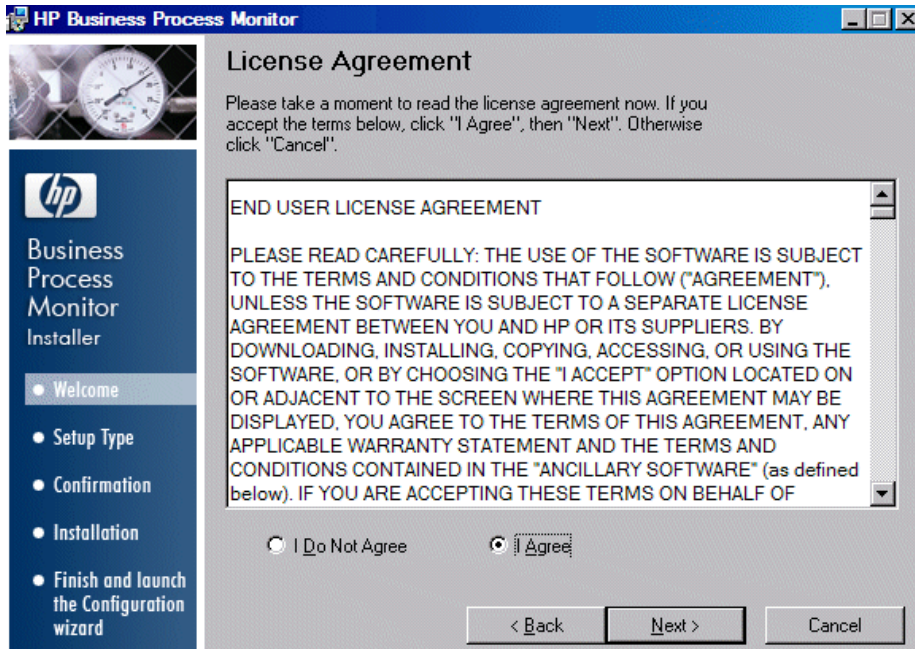 HP Business Process Monitor
License Agreement
Please take a moment to read the license agreement now. If you
accept the terms below, click "I Agree", then "Next". Otherwise
click "Cancel".
hp
Business
Process
Monitor
Installer
Welcome
Setup Type
Confirmation
Installation
Finish and launch
the Configuration
wizard
END USER LICENSE AGREEMENT
PLEASE READ CAREFULLY: THE USE OF THE SOFTWARE IS SUBJECT
TO THE TERMS AND CONDITIONS THAT FOLLOW ("AGREEMENT"),
UNLESS THE SOFTWARE IS SUBJECT TO A SEPARATE LICENSE
AGREEMENT BETWEEN YOU AND HP OR ITS SUPPLIERS. BY
DOWNLOADING, INSTALLING, COPYING, ACCESSING, OR USING THE
SOFTWARE, OR BY CHOOSING THE "I ACCEPT" OPTION LOCATED ON
OR ADJACENT TO THE SCREEN WHERE THIS AGREEMENT MAY BE
DISPLAYED, YOU AGREE TO THE TERMS OF THIS AGREEMENT, ANY
APPLICABLE WARRANTY STATEMENT AND THE TERMS AND
CONDITIONS CONTAINED IN THE "ANCILLARY SOFTWARE" (as defined
below). IF YOU ARE ACCEPTING THESE TERMS ON BEHALF OF
I Do Not Agree
I Agree
< Back
Next >
Cancel